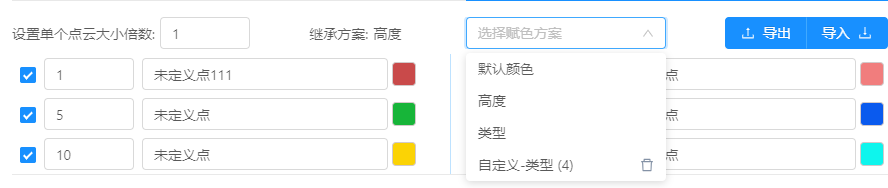 设置单个点云大小倍数: 1 继承方案: 高度 选择赋色方案 导出 导入
1 未定义点111 默认颜色 点
高度
5 未定义点 类型 点
10 未定义点 自定义-类型 (4) 点